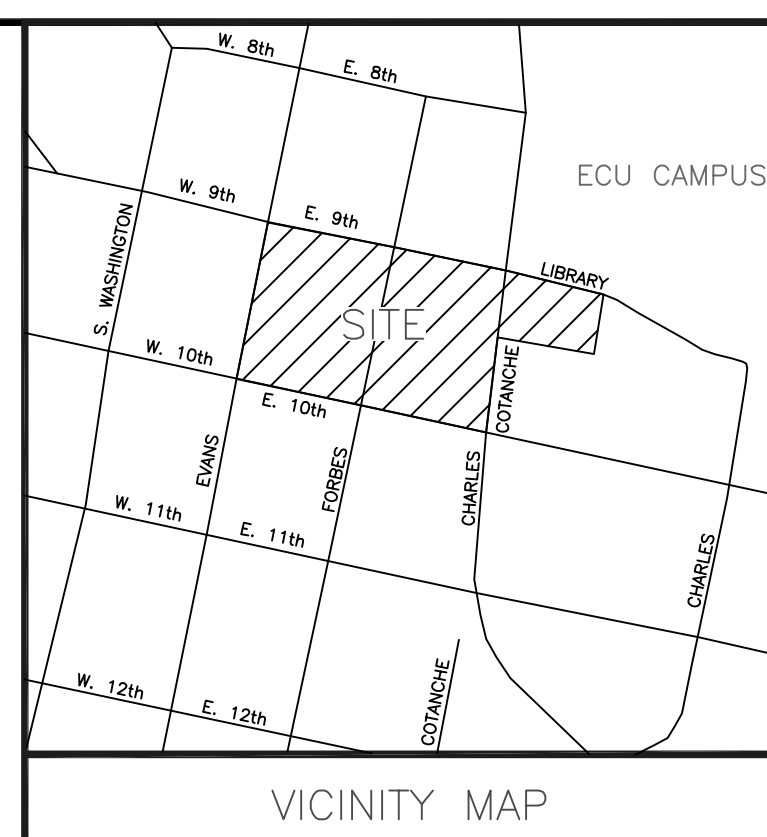 W. 8th
E. 8th
ECU CAMPUS
W. 9th
E. 9th
S. WASHINGTON
LIBRARY
SITE
W. 10th
E. 10th
COTANCHE
EVANS
FORBES
CHARLES
W. 11th
E. 11th
CHARLES
W. 12th
E. 12th
COTANCHE
VICINITY MAP